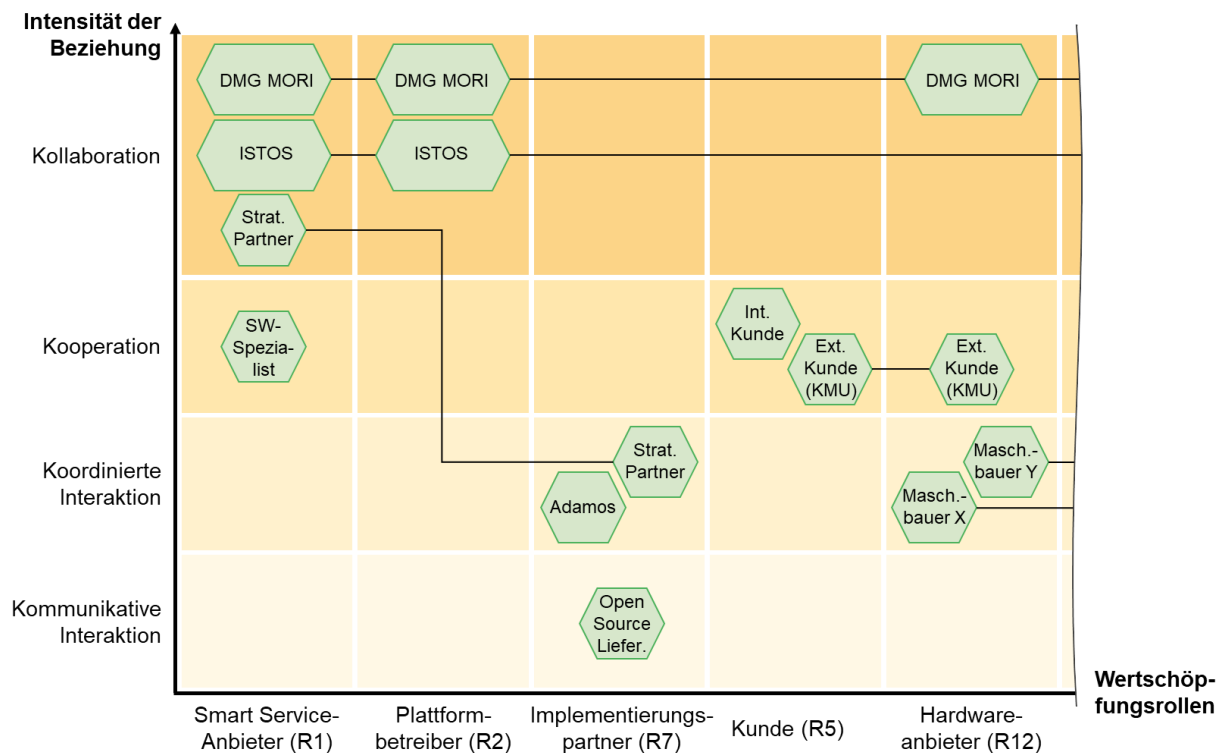 Intensität der
Beziehung
DMG MORI
DMG MORI
DMG MORI
Kollaboration
ISTOS
ISTOS
Strat.
Partner
Kooperation
SW-
Spezia-
list
Int.
Kunde
Ext.
Kunde
(KMU)
Ext.
Kunde
(KMU)
Koordinierte
Interaktion
Strat.
Partner
Adamos
Masch.-
bauer Y
Masch.-
bauer X
Kommunikative
Interaktion
Open
Source
Liefer.
Wertschöp-
fungsrollen
Smart Service-
Anbieter (R1)
Plattform-
betreiber (R2)
Implementierungs-
partner (R7)
Kunde (R5)
Hardware-
anbieter (R12)